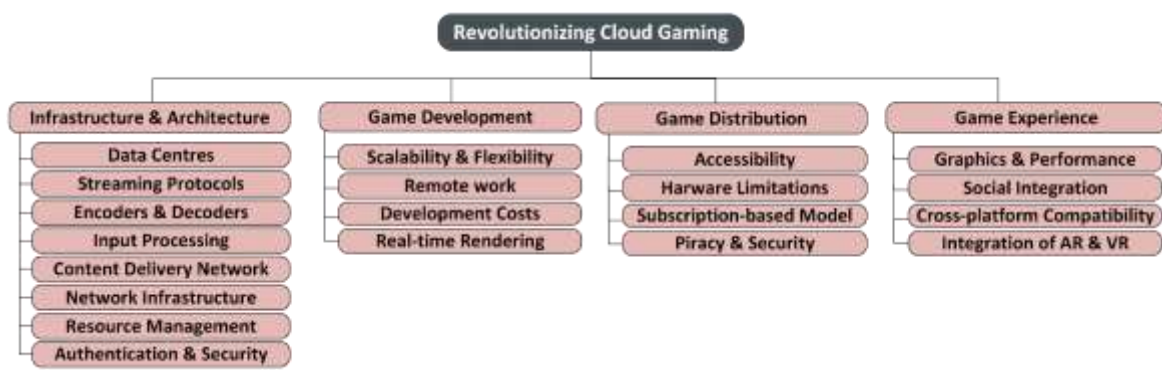 Revolutionizing Cloud Gaming
Infrastructure & Architecture
Data Centres
Streaming Protocols
Encoders & Decoders
Input Processing
Content Delivery Network
Network Infrastructure
Resource Management
Authentication & Security
Game Development
Scalability & Flexibility
Remote work
Development Costs
Real-time Rendering
Game Distribution
Accessibility
Harware Limitations
Subscription-based Model
Piracy & Security
Game Experience
Graphics & Performance
Social Integration
Cross-platform Compatibility
Integration of AR & VR